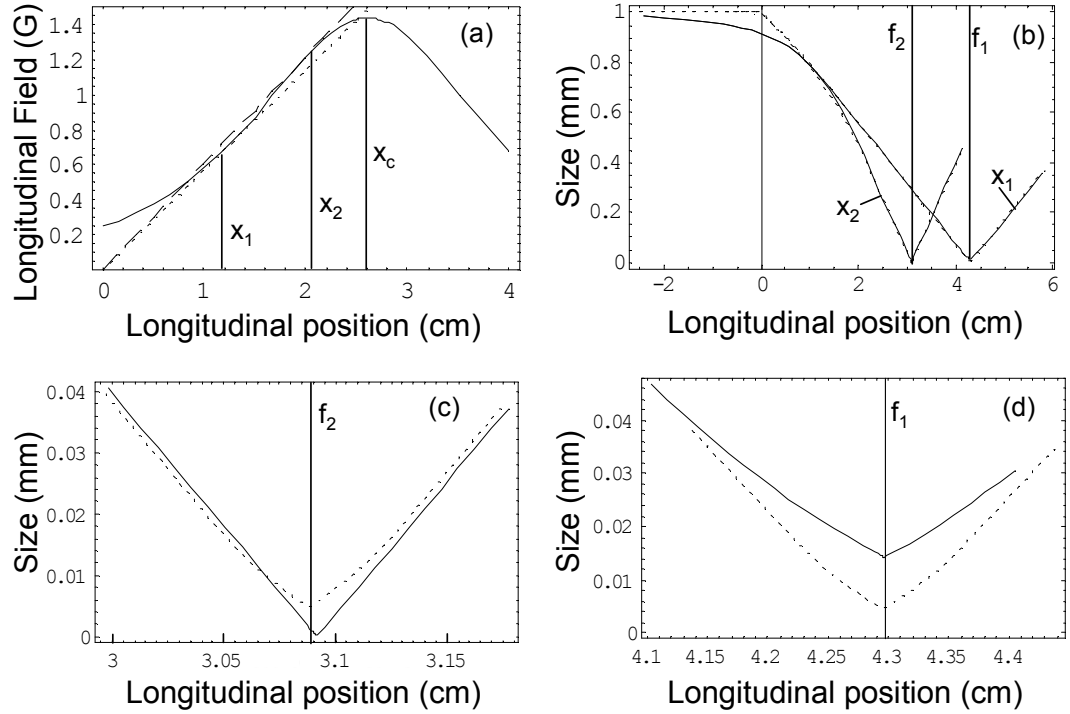 (a)
Longitudinal Field (G)
1.4
1.2
1
0.8
0.6
0.4
0.2
x1
x2
xc
0 1 2 3 4
Longitudinal position (cm)
(b)
Size (mm)
1
0.8
0.6
0.4
0.2
0
f2
f1
x2
x1
-2 0 2 4 6
Longitudinal position (cm)
(c)
Size (mm)
0.04
0.03
0.02
0.01
0
f2
3 3.05 3.1 3.15
Longitudinal position (cm)
(d)
Size (mm)
0.04
0.03
0.02
0.01
0
f1
4.1 4.15 4.2 4.25 4.3 4.35 4.4
Longitudinal position (cm)